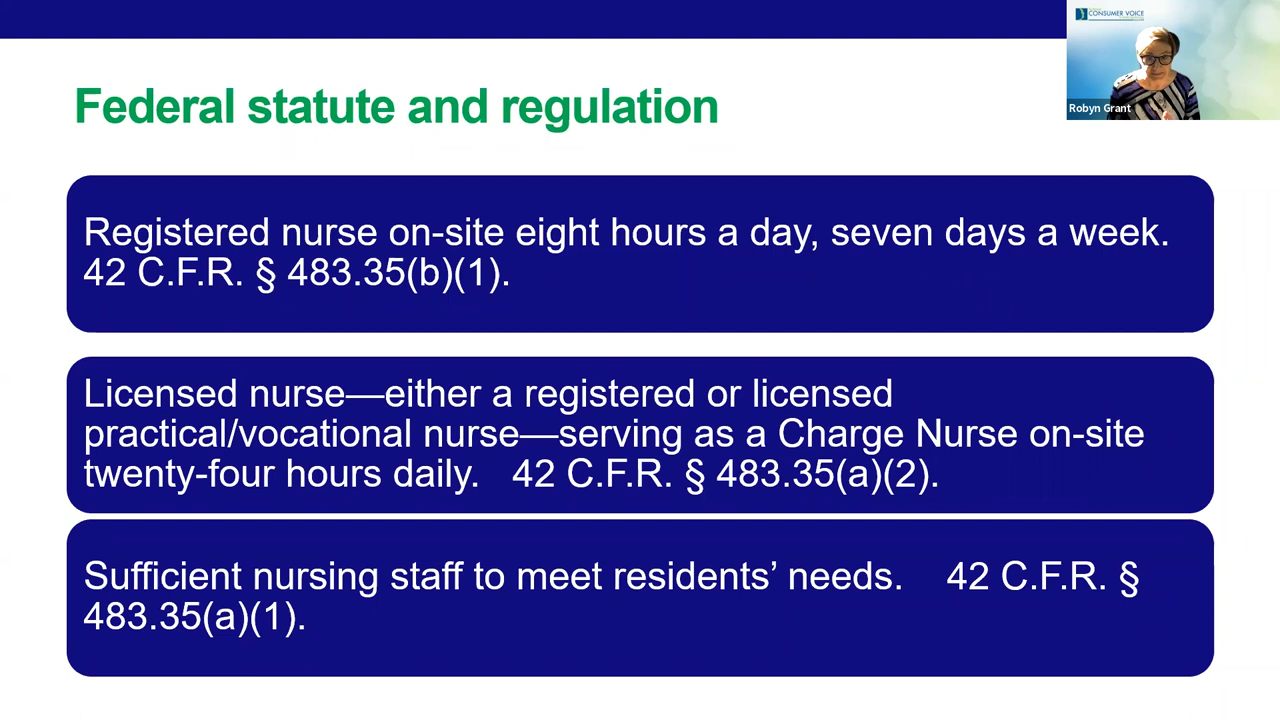 CONSUMER VOICE
Robyn Grant
Federal statute and regulation
Registered nurse on-site eight hours a day, seven days a week.
42 C.F.R. § 483.35(b)(1).
Licensed nurse—either a registered or licensed
practical/vocational nurse—serving as a Charge Nurse on-site
twenty-four hours daily. 42 C.F.R. § 483.35(a)(2).
Sufficient nursing staff to meet residents’ needs. 42 C.F.R. §
483.35(a)(1).